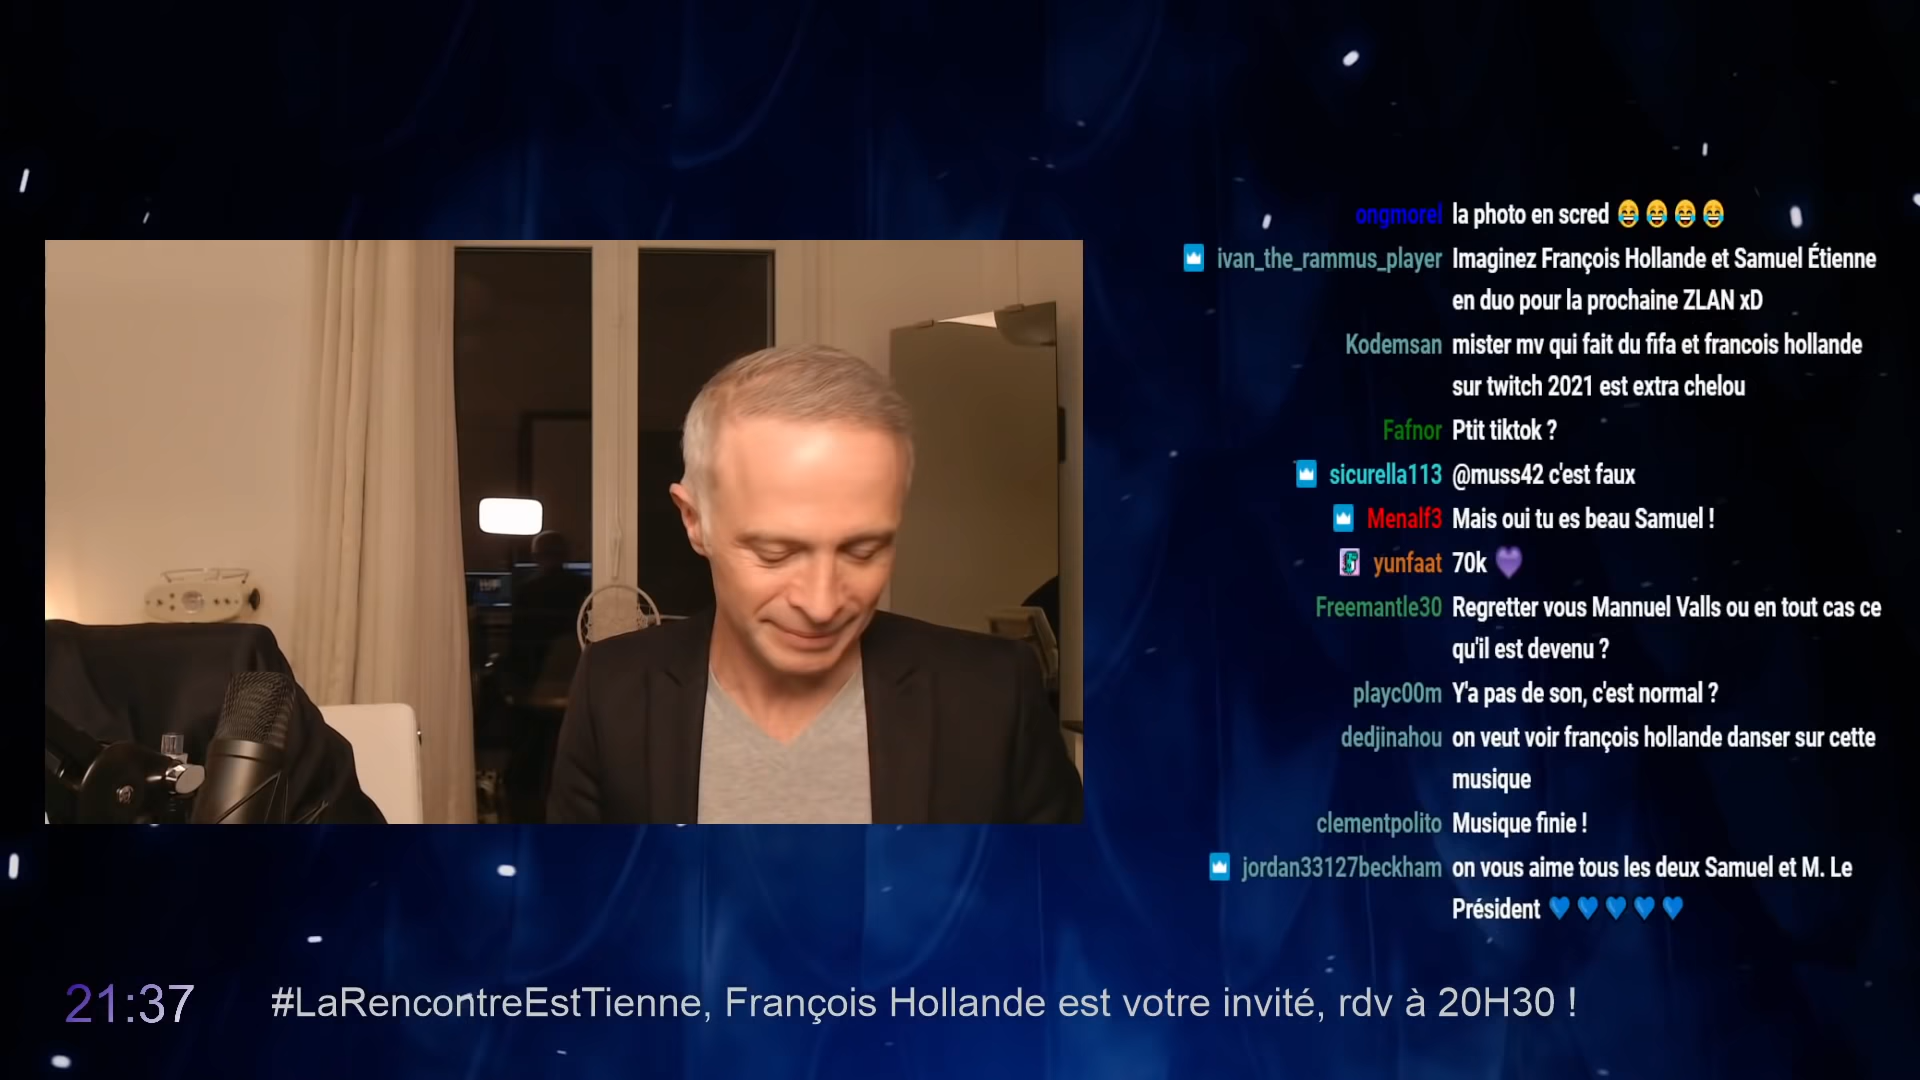 ongmorel la photo en scred 😂 😂 😂 😂
ivan_the_rammus_player Imaginez François Hollande et Samuel Étienne
en duo pour la prochaine ZLAN xD
Kodemsan mister mv qui fait du fifa et francois hollande
sur twitch 2021 est extra chelou
Fafnor Ptit tiktok ?
sicurella113 @muss42 c'est faux
Menalf3 Mais oui tu es beau Samuel !
yunfaat 70k 💜
Freemantle30 Regretter vous Mannuel Valls ou en tout cas ce
qu'il est devenu ?
playc00m Y'a pas de son, c'est normal ?
dedjinahou on veut voir françois hollande danser sur cette
musique
clementpolito Musique finie !
jordan33127beckham on vous aime tous les deux Samuel et M. Le
Président 💙 💙 💙 💙 💙
21:37 #LaRencontreEstTienne, François Hollande est votre invité, rdv à 20H30 !